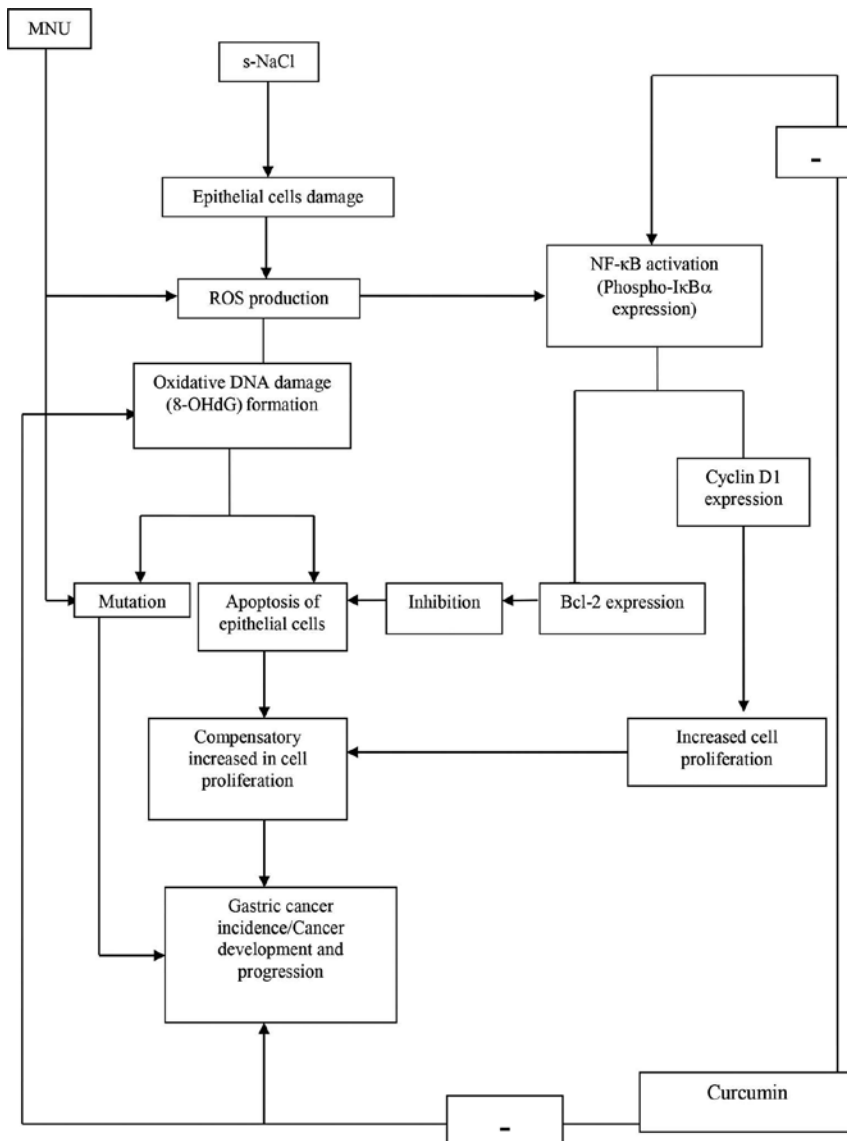 MNU
s-NaCl
-
Epithelial cells damage
NF-κB activation
(Phospho-IκBα
expression)
ROS production
Oxidative DNA damage
(8-OHdG) formation
Cyclin D1
expression
Mutation
Apoptosis of
epithelial cells
Inhibition
Bcl-2 expression
Compensatory
increased in cell
proliferation
Increased cell
proliferation
Gastric cancer
incidence/Cancer
development and
progression
Curcumin
-